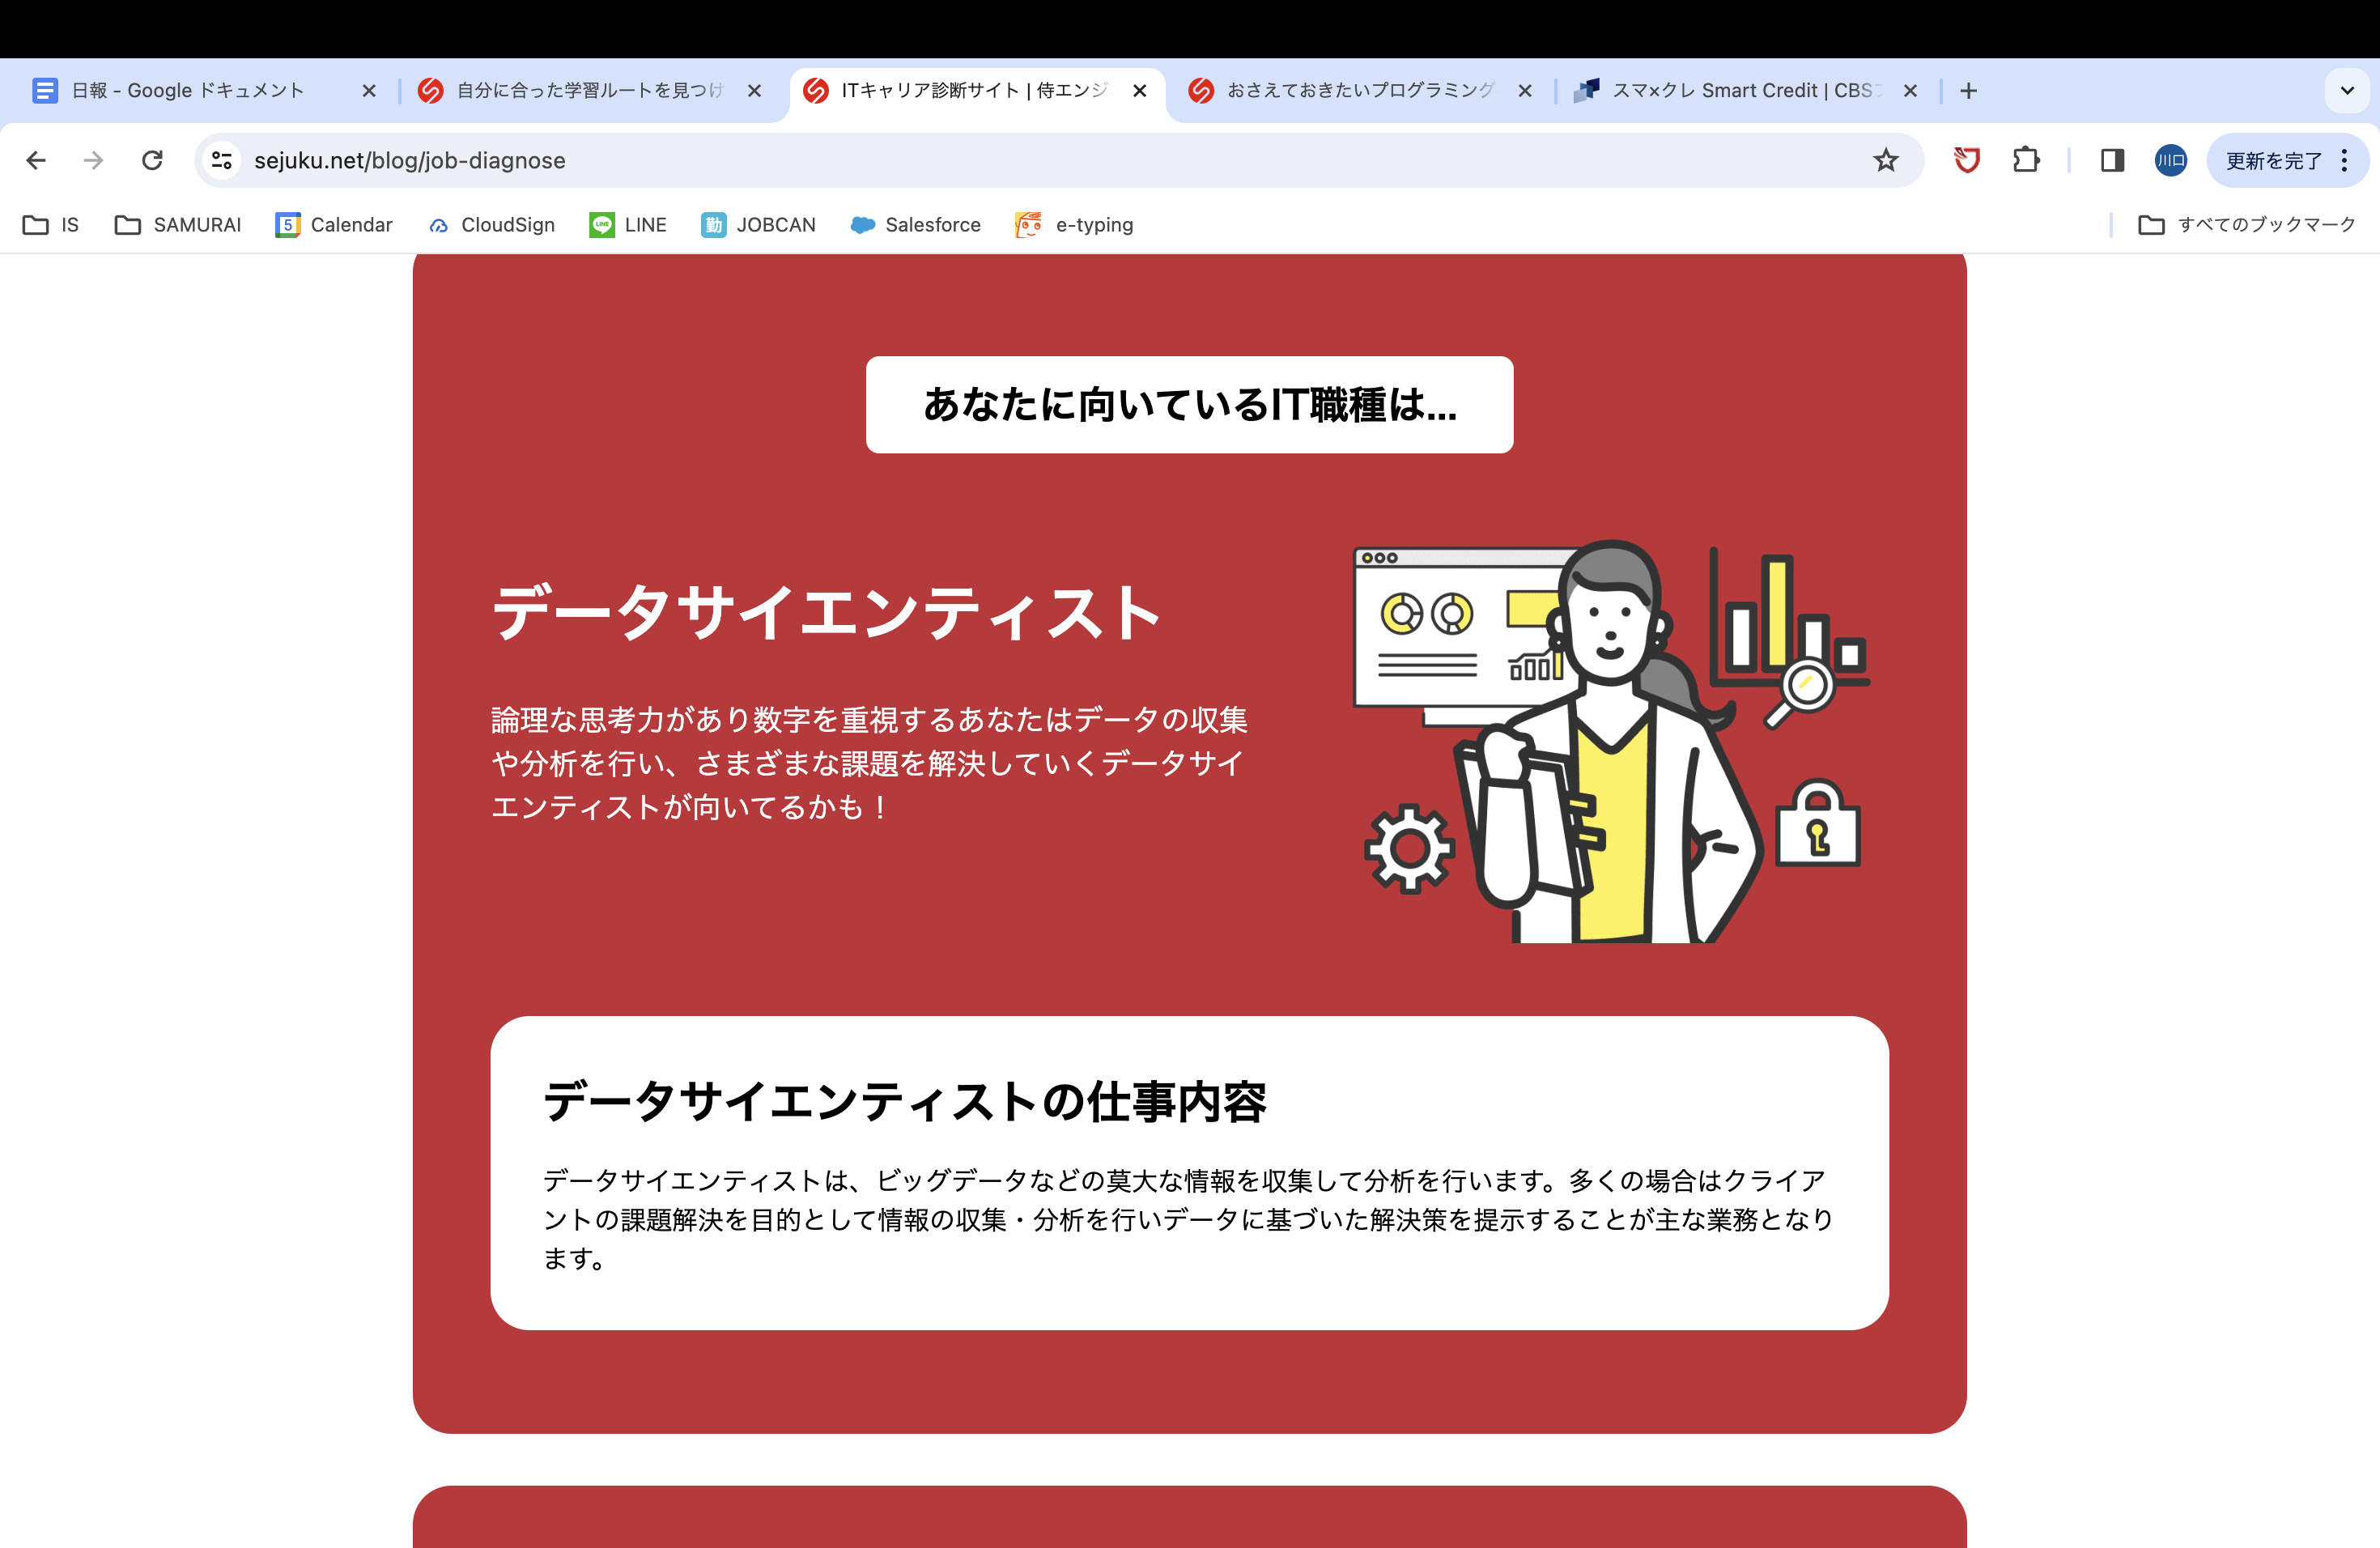 日報 - Google ドキュメント
自分に合った学習ルートを見つけ
ITキャリア診断サイト | 侍エンジ
おさえておきたいプログラミング
スマ×クレ Smart Credit | CBS
sejuku.net/blog/job-diagnose
川口
更新を完了
IS
SAMURAI
5
Calendar
CloudSign
LINE
LINE
勤
JOBCAN
Salesforce
e-typing
すべてのブックマーク
あなたに向いているIT職種は...
データサイエンティスト
論理な思考力があり数字を重視するあなたはデータの収集
や分析を行い、さまざまな課題を解決していくデータサイ
エンティストが向いてるかも！
データサイエンティストの仕事内容
データサイエンティストは、ビッグデータなどの莫大な情報を収集して分析を行います。多くの場合はクライア
ントの課題解決を目的として情報の収集・分析を行いデータに基づいた解決策を提示することが主な業務となり
ます。